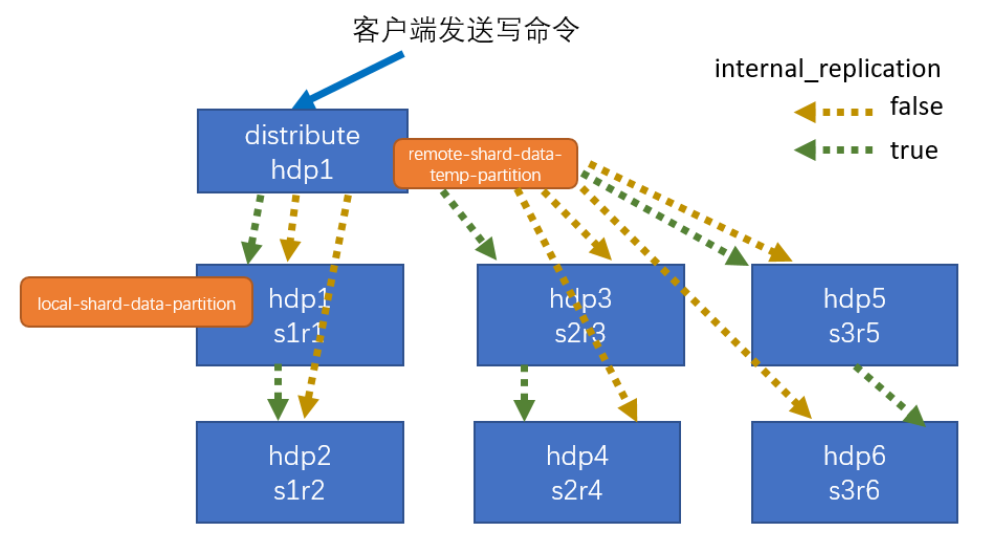 客户端发送写命令
internal_replication
false
true
distribute
hdp1
remote-shard-data-
temp-partition
local-shard-data-partition
hdp1
s1r1
hdp3
s2r3
hdp5
s3r5
hdp2
s1r2
hdp4
s2r4
hdp6
s3r6